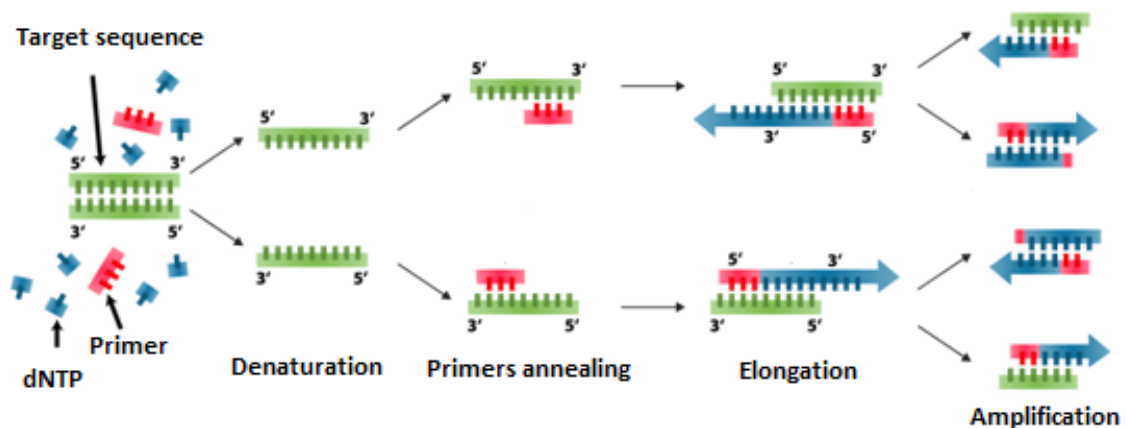 Target sequence
5’ 3’
3’ 5’
Primer
dNTP
5’ 3’
3’ 5’
Denaturation
5’ 3’
3’ 5’
Primers annealing
5’ 3’
3’ 5’
5’ 3’
3’ 5’
Elongation
Amplification